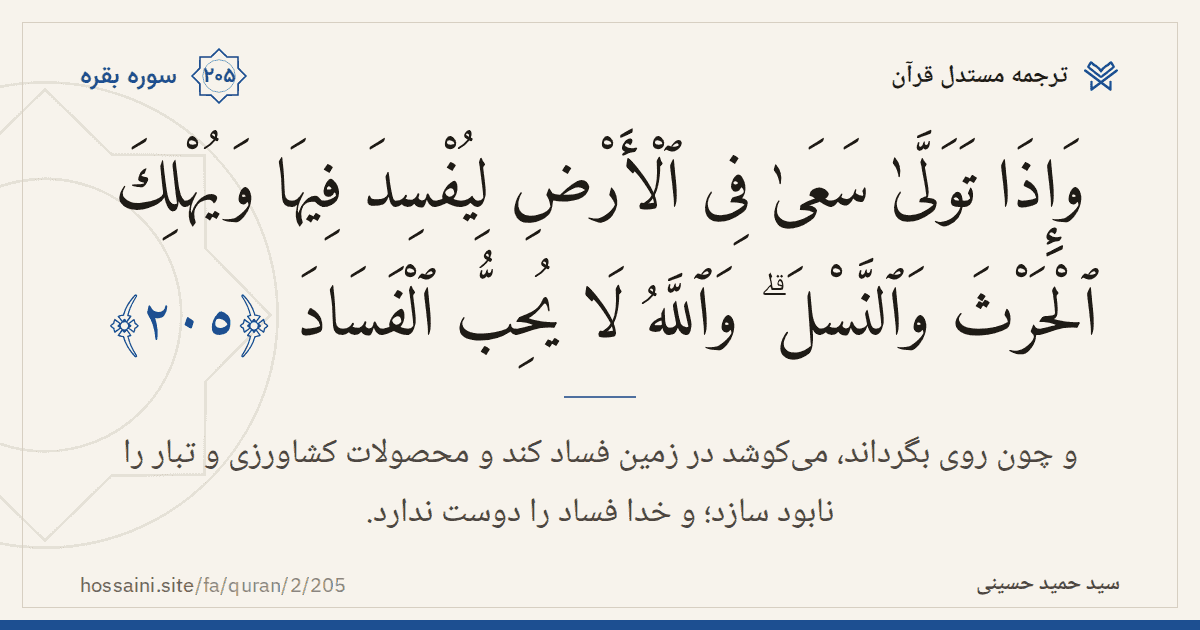 ترجمه مستدل قرآن
۲۰۵ سوره بقره
وَإِذَا تَوَلَّىٰ سَعَىٰ فِي ٱلْأَرْضِ لِيُفْسِدَ فِيهَا وَيُهْلِكَ
ٱلْحَرْثَ وَٱلنَّسْلَ ۗ وَٱللَّهُ لَا يُحِبُّ ٱلْفَسَادَ ﴿٢٠٥﴾
و چون روی بگرداند، می‌کوشد در زمین فساد کند و محصولات کشاورزی و تبار را
نابود سازد؛ و خدا فساد را دوست ندارد.
سید حمید حسینی
hossaini.site/fa/quran/2/205